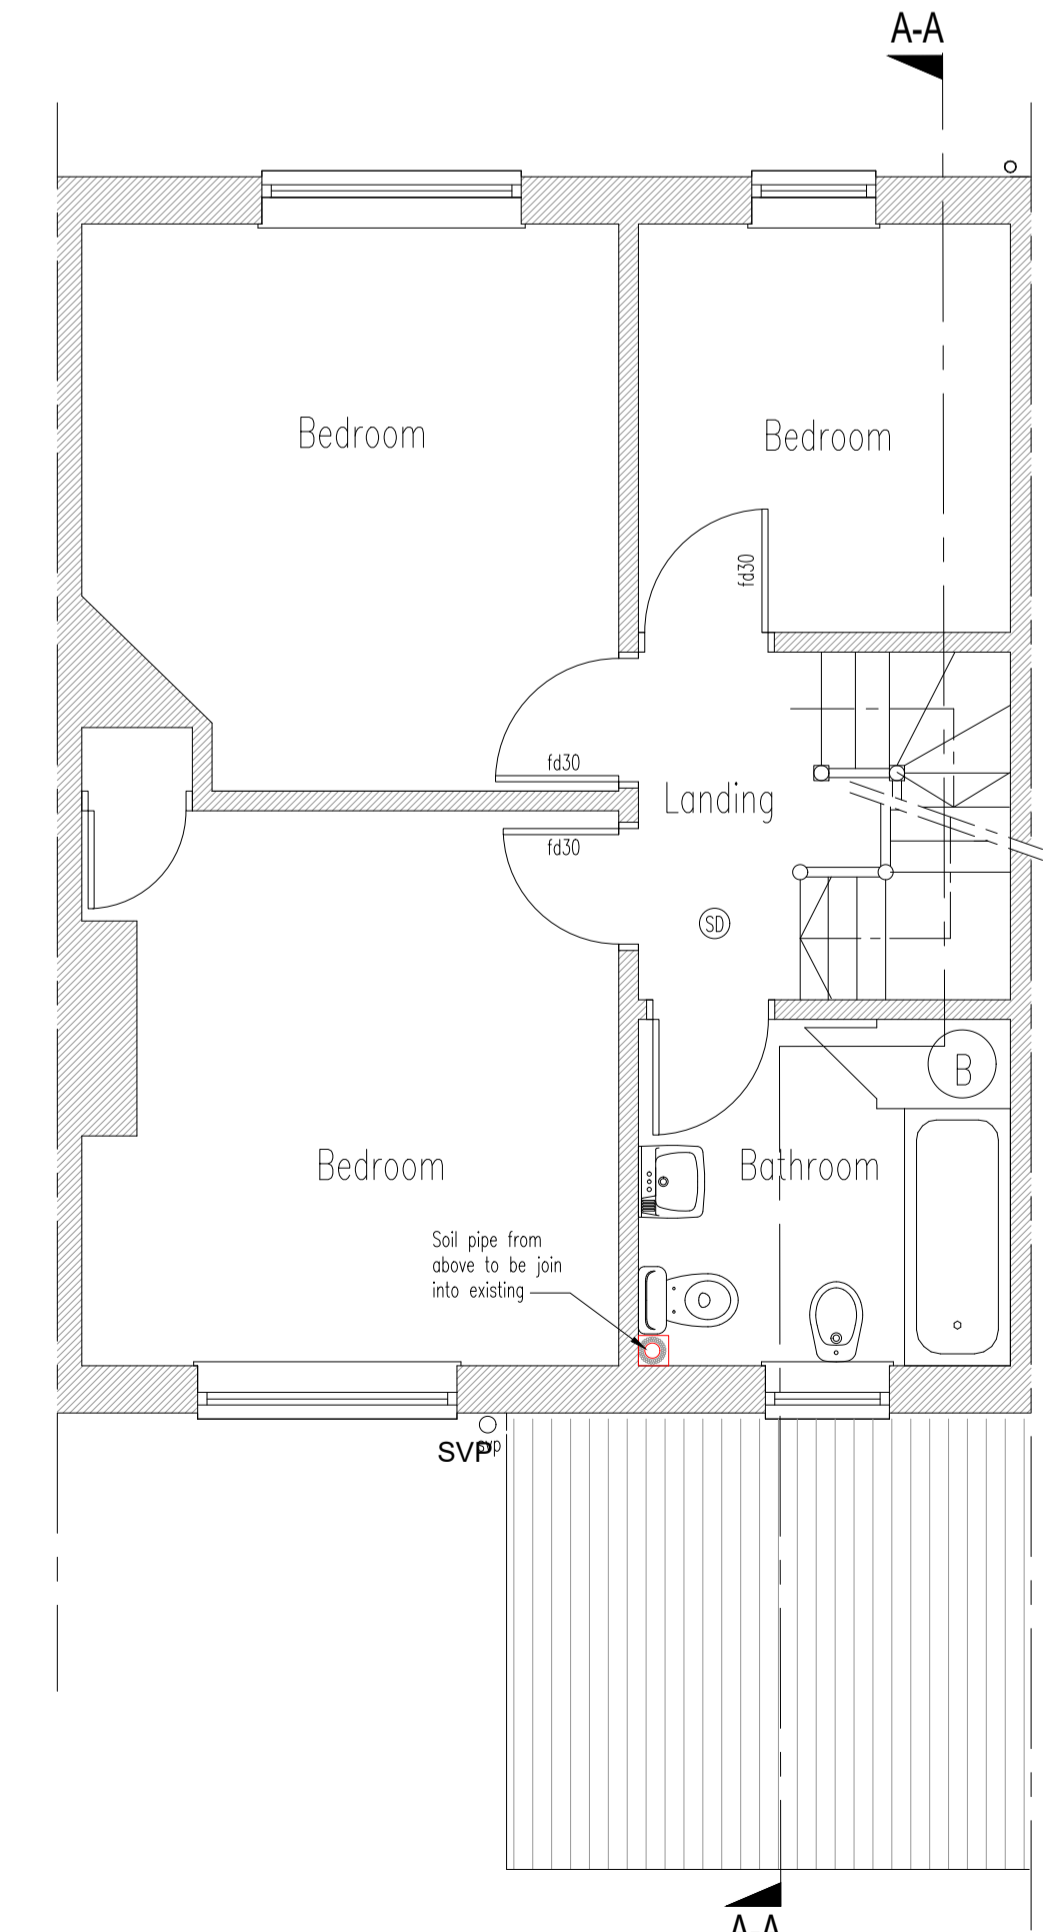 A-A
Bedroom
Bedroom
fd30
fd30
Landing
fd30
SD
B
Bedroom
Bathroom
Soil pipe from
above to be join
into existing
SVP
svp
A-A